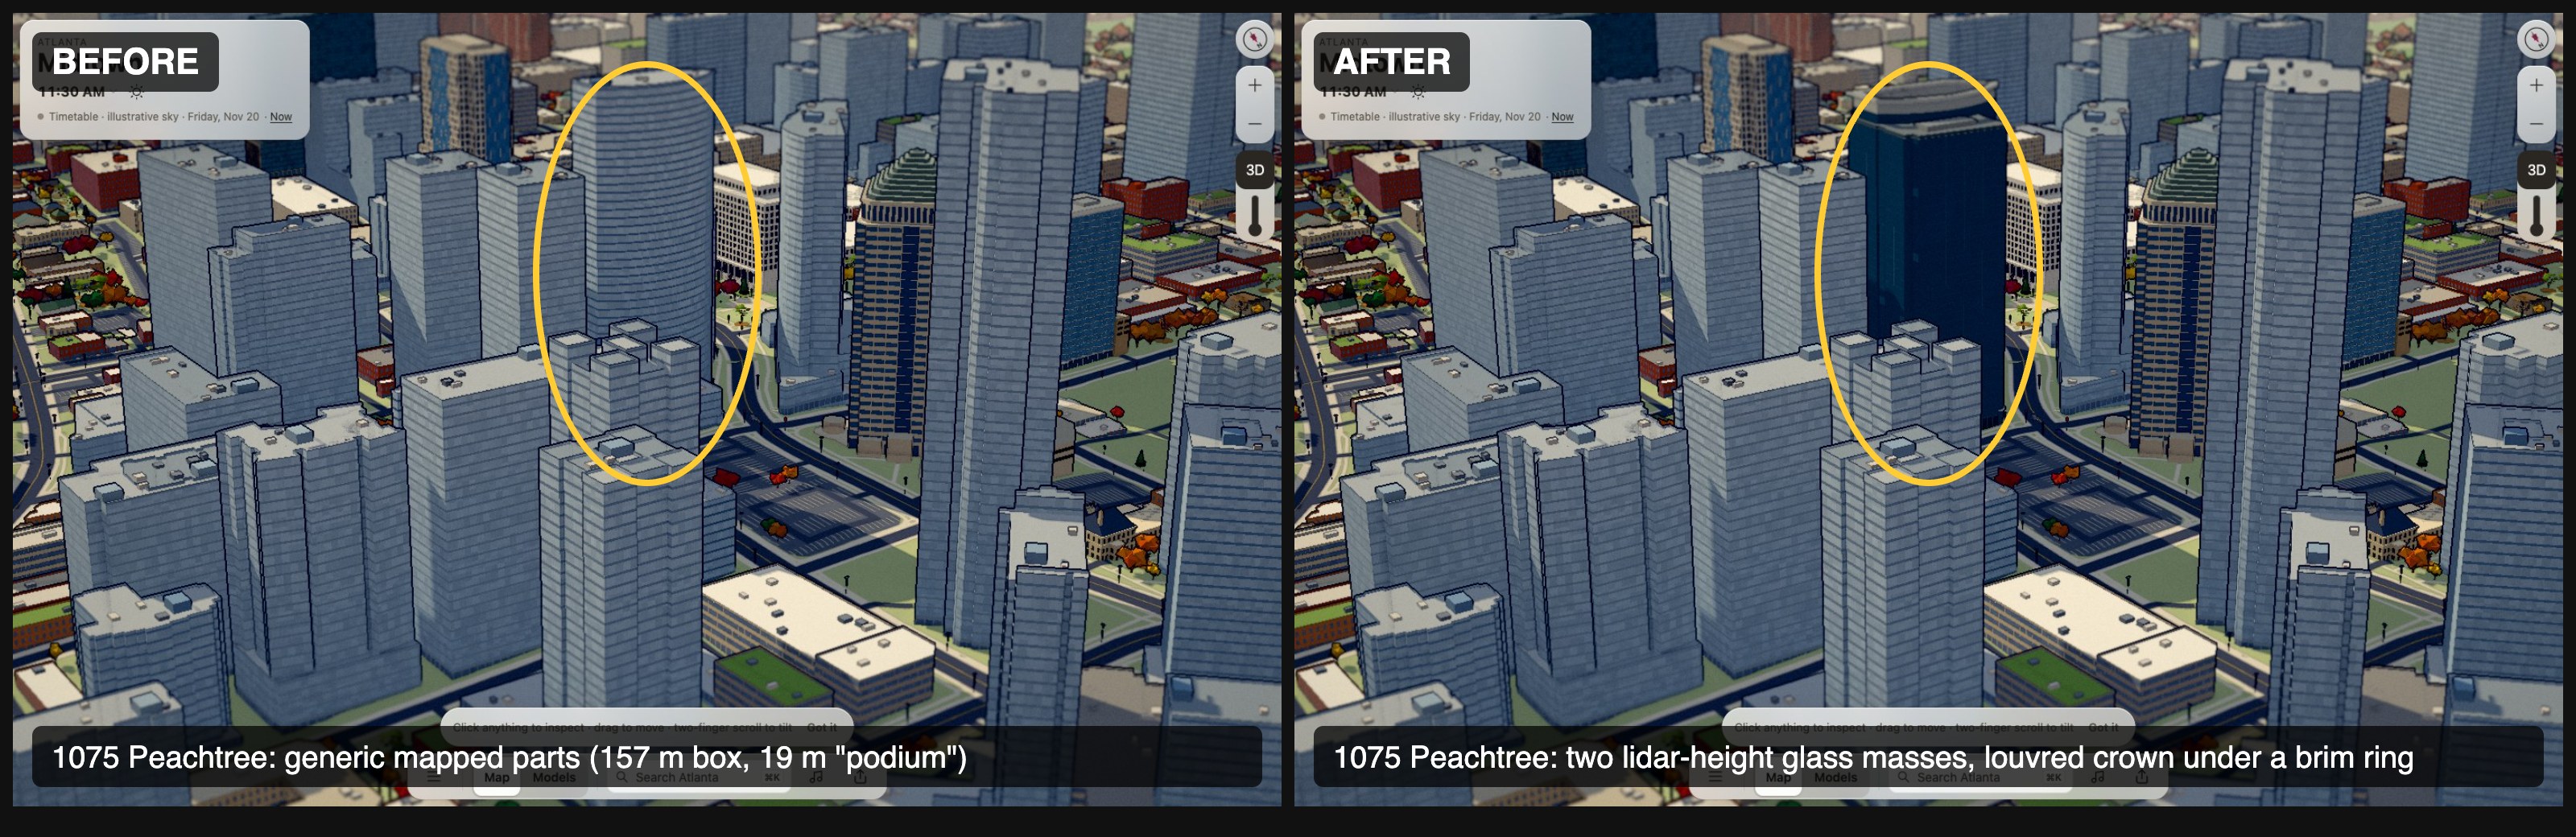 ATLANTA
BEFORE
11:30 AM
Timetable · illustrative sky · Friday, Nov 20 · Now
+
−
3D
Click anything to inspect · drag to move · two-finger scroll to tilt Got it
1075 Peachtree: generic mapped parts (157 m box, 19 m "podium")
Map Models Search Atlanta ⌘K
ATLANTA
AFTER
11:30 AM
Timetable · illustrative sky · Friday, Nov 20 · Now
+
−
3D
Click anything to inspect · drag to move · two-finger scroll to tilt Got it
1075 Peachtree: two lidar-height glass masses, louvred crown under a brim ring
Map Models Search Atlanta ⌘K